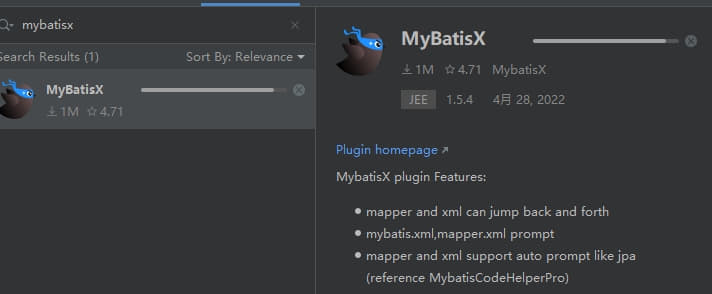 mybatisx
Search Results (1)
Sort By: Relevance
MyBatisX
1M
4.71
MyBatisX
1M
4.71
MybatisX
JEE
1.5.4
4月 28, 2022
Plugin homepage
MybatisX plugin Features:
mapper and xml can jump back and forth
mybatis.xml,mapper.xml prompt
mapper and xml support auto prompt like jpa
(reference MybatisCodeHelperPro)